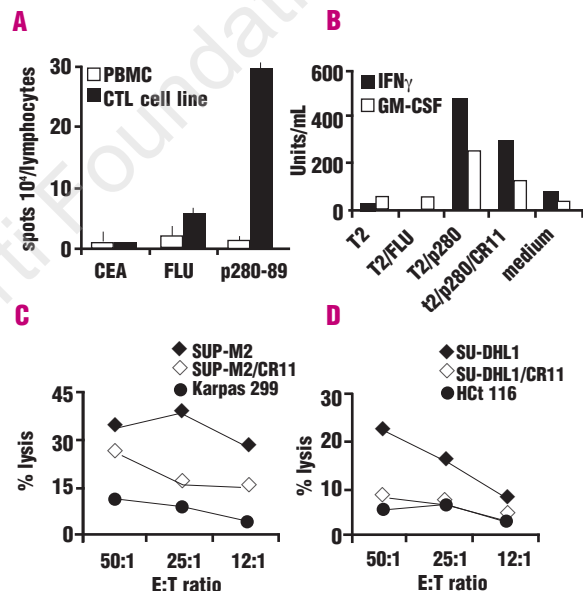 A
PBMC
CTL cell line
spots 10⁴/lymphocytes
30
20
10
0
CEA FLU p280-89
B
IFNγ
GM-CSF
Units/mL
600
400
200
0
T2
T2/FLU
T2/p280
t2/p280/CR11
medium
C
SUP-M2
SUP-M2/CR11
Karpas 299
% lysis
45
30
15
0
50:1 25:1 12:1
E:T ratio
D
SU-DHL1
SU-DHL1/CR11
HCt 116
% lysis
30
20
10
0
50:1 25:1 12:1
E:T ratio
rti Foundat